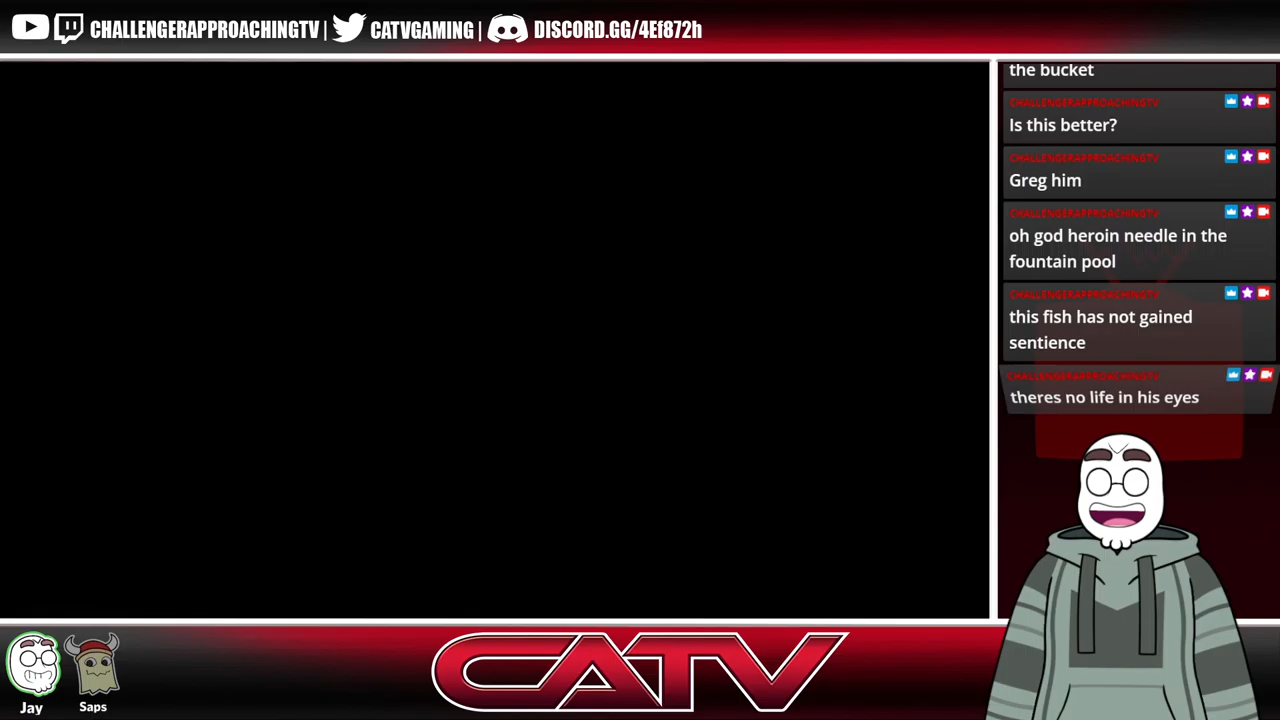 CHALLENGERAPPROACHINGTV | CATVGAMING | DISCORD.GG/4Ef872h
the bucket
CHALLENGERAPPROACHINGTV
Is this better?
CHALLENGERAPPROACHINGTV
Greg him
CHALLENGERAPPROACHINGTV
oh god heroin needle in the
fountain pool
CHALLENGERAPPROACHINGTV
this fish has not gained
sentience
CHALLENGERAPPROACHINGTV
theres no life in his eyes
CATV
Jay
Saps